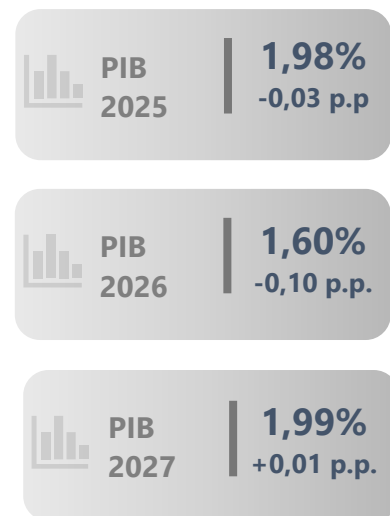 PIB
2025
1,98%
-0,03 p.p
PIB
2026
1,60%
-0,10 p.p.
PIB
2027
1,99%
+0,01 p.p.